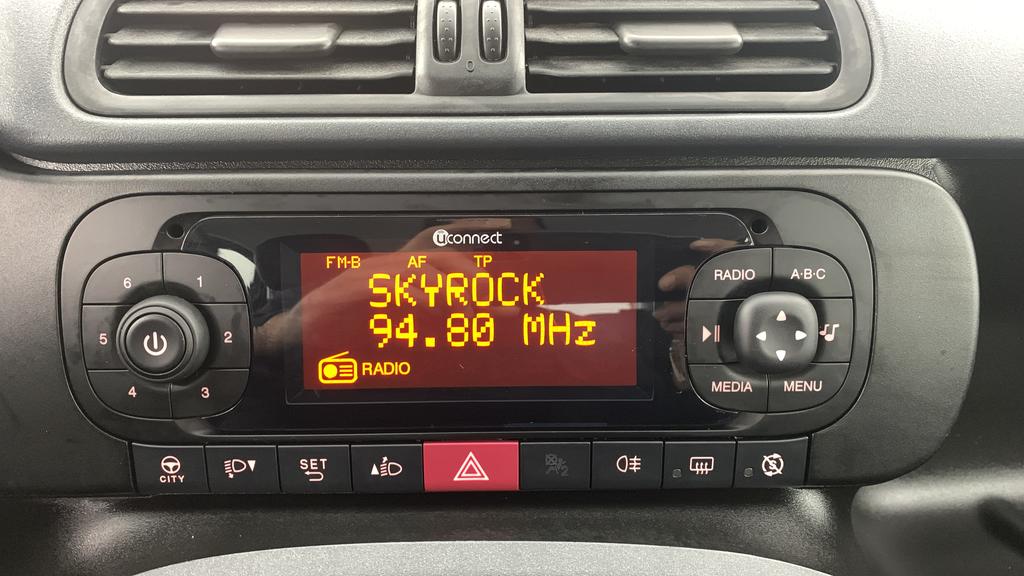 0
uconnect
FM-B AF TP
SKYROCK
94.80 MHz
RADIO
6 1
5 2
4 3
RADIO A·B·C
MEDIA MENU
CITY
SET